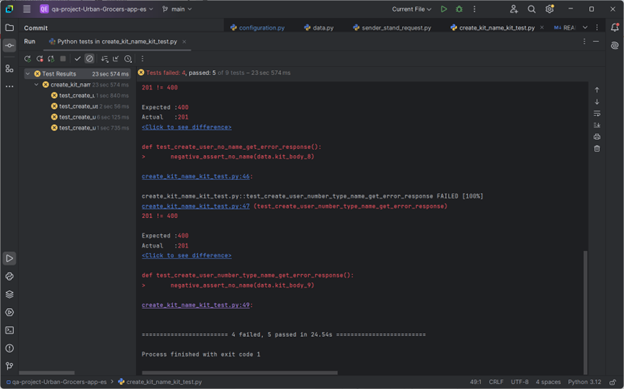 QT qa-project-Urban-Grocers-app-es
main
Current File
Commit
configuration.py
data.py
sender_stand_request.py
create_kit_name_kit_test.py
REA
Run
Python tests in create_kit_name_kit_test.py
Test Results 23 sec 574 ms
create_kit_nam 23 sec 574 ms
test_create_u 1 sec 840 ms
test_create_us 2 sec 58 ms
test_create_u 8 sec 125 ms
test_create_u 1 sec 735 ms
Tests failed: 4, passed: 5 of 9 tests – 23 sec 574 ms
201 != 400
Expected :400
Actual :201
<Click to see difference>
def test_create_user_no_name_get_error_response():
> negative_assert_no_name(data.kit_body_8)
create_kit_name_kit_test.py:46:
create_kit_name_kit_test.py::test_create_user_number_type_name_get_error_response FAILED [100%]
create_kit_name_kit_test.py:47 (test_create_user_number_type_name_get_error_response)
201 != 400
Expected :400
Actual :201
<Click to see difference>
def test_create_user_number_type_name_get_error_response():
> negative_assert_no_name(data.kit_body_9)
create_kit_name_kit_test.py:49:
======================== 4 failed, 5 passed in 24.54s =========================
Process finished with exit code 1
qa-project-Urban-Grocers-app-es > create_kit_name_kit_test.py
49:1 CRLF UTF-8 4 spaces Python 3.12